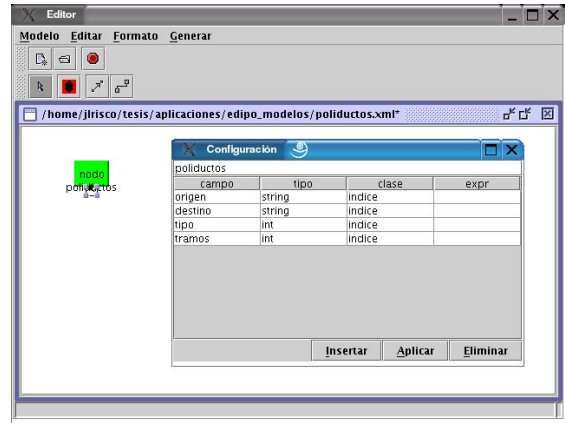 Editor
Modelo Editar Formato Generar
/home/jlrisco/tesis/aplicaciones/edipo_modelos/poliductos.xml*
Configuración
poliductos
campo tipo clase expr
origen string indice
destino string indice
tipo int indice
tramos int indice
nodo
poliductos
Insertar Aplicar Eliminar